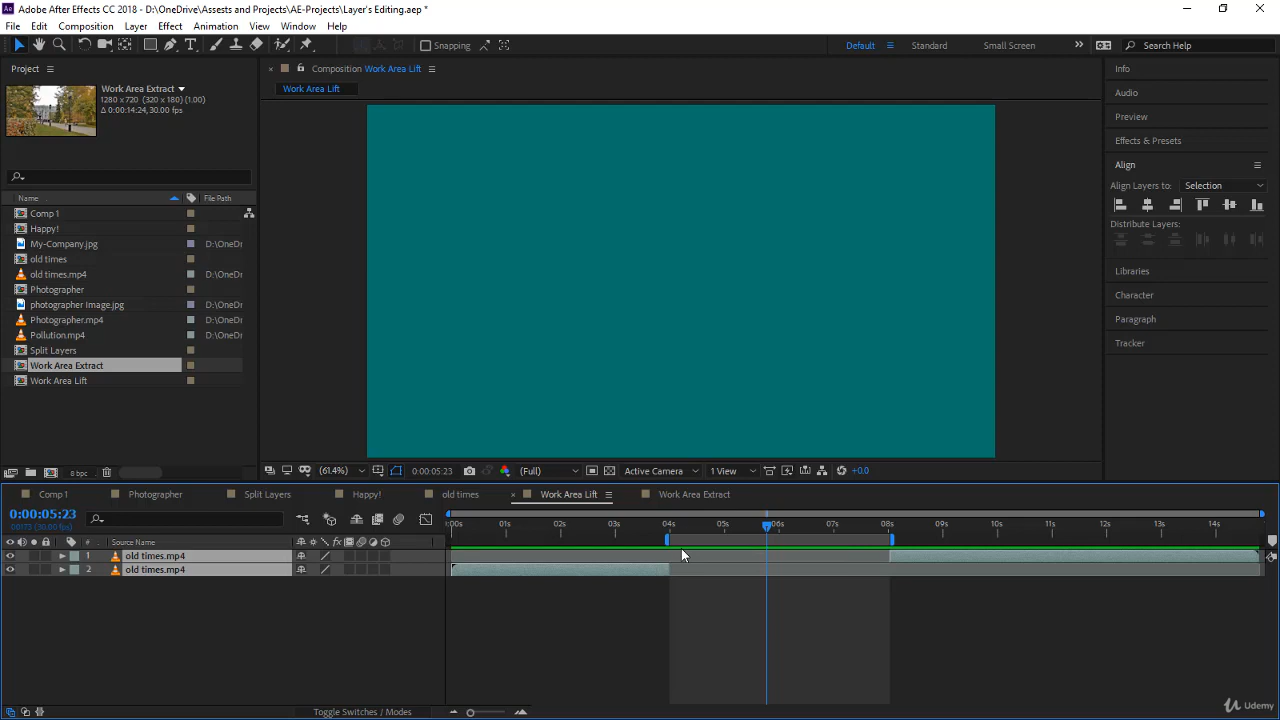 Adobe After Effects CC 2018 - D:\OneDrive\Assests and Projects\AE-Projects\Layer's Editing.aep *
File Edit Composition Layer Effect Animation View Window Help
Snapping Default Standard Small Screen Search Help
Project
Work Area Extract
1280 x 720 (320 x 180) (1.00)
Δ 0:00:14:24, 30.00 fps
Name File Path
Comp 1
Happy!
My-Company.jpg D:\OneDr
old times
old times.mp4 D:\OneDr
Photographer
photographer Image.jpg D:\OneDr
Photographer.mp4 D:\OneDr
Pollution.mp4 D:\OneDr
Split Layers
Work Area Extract
Work Area Lift
8 bpc
Composition Work Area Lift
Work Area Lift
(61.4%) 0:00:05:23 (Full) Active Camera 1 View +0.0
Info
Audio
Preview
Effects & Presets
Align
Align Layers to: Selection
Distribute Layers:
Libraries
Character
Paragraph
Tracker
Comp 1 Photographer Split Layers Happy! old times Work Area Lift Work Area Extract
0:00:05:23
00173 (30.00 fps)
:00s 01s 02s 03s 04s 05s 06s 07s 08s 09s 10s 11s 12s 13s 14s
# Source Name fx
1 old times.mp4
2 old times.mp4
Toggle Switches / Modes
Udemy